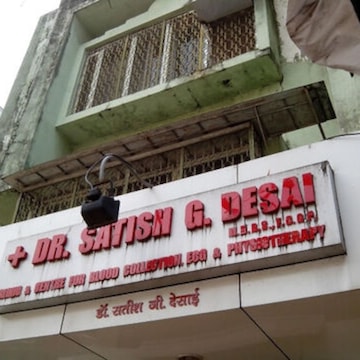 + DR. SATISH G. DESAI
M.B.B.S., F.C.G.P.
& CENTRE FOR BLOOD COLLECTION, ECG & PHYSIOTHERAPY
डॉ. सतीश जी. देसाई